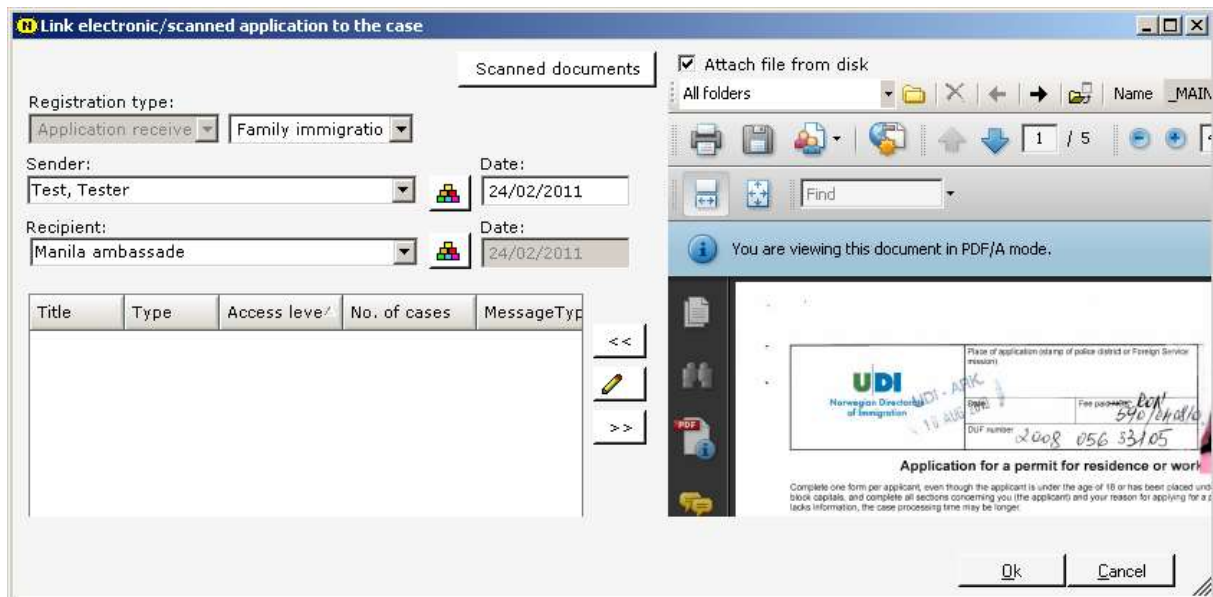 Link electronic/scanned application to the case
Scanned documents
Registration type:
Application receive Family immigratio
Sender: Date:
Test, Tester 24/02/2011
Recipient: Date:
Manila ambassade 24/02/2011
Title Type Access leve No. of cases MessageTyp
<<
>>
Attach file from disk
All folders Name _MAIN
1 / 5
Find
You are viewing this document in PDF/A mode.
PDF
UDI
Norwegian Directorate
of Immigration
UDI - ARK
AUG
Place of application (stamp of police district or Foreign Service
mission)
Date Fee paid
DUF number 2008 056 33105
Application for a permit for residence or work
Complete one form per applicant, even though the applicant is under the age of 18 or has been placed und
block capitals, and complete all sections concerning you (the applicant) and your reason for applying for a p
lacks information, the case processing time may be longer.
Ok Cancel